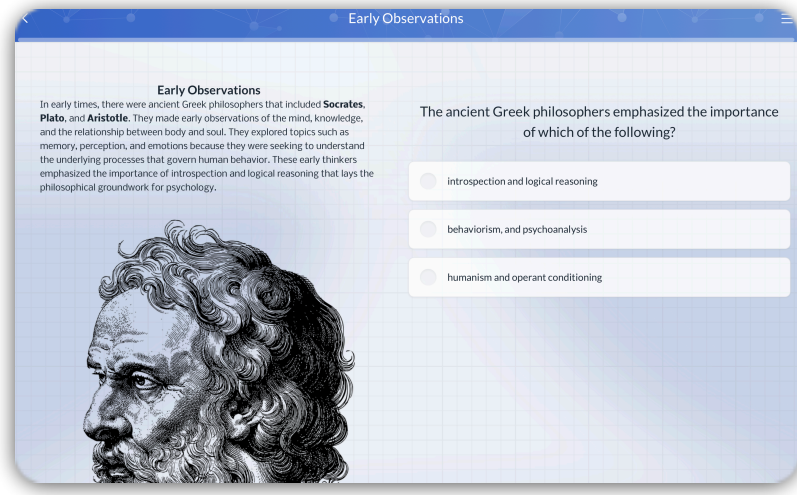 Early Observations
Early Observations
In early times, there were ancient Greek philosophers that included Socrates,
Plato, and Aristotle. They made early observations of the mind, knowledge,
and the relationship between body and soul. They explored topics such as
memory, perception, and emotions because they were seeking to understand
the underlying processes that govern human behavior. These early thinkers
emphasized the importance of introspection and logical reasoning that lays the
philosophical groundwork for psychology.
The ancient Greek philosophers emphasized the importance
of which of the following?
introspection and logical reasoning
behaviorism, and psychoanalysis
humanism and operant conditioning